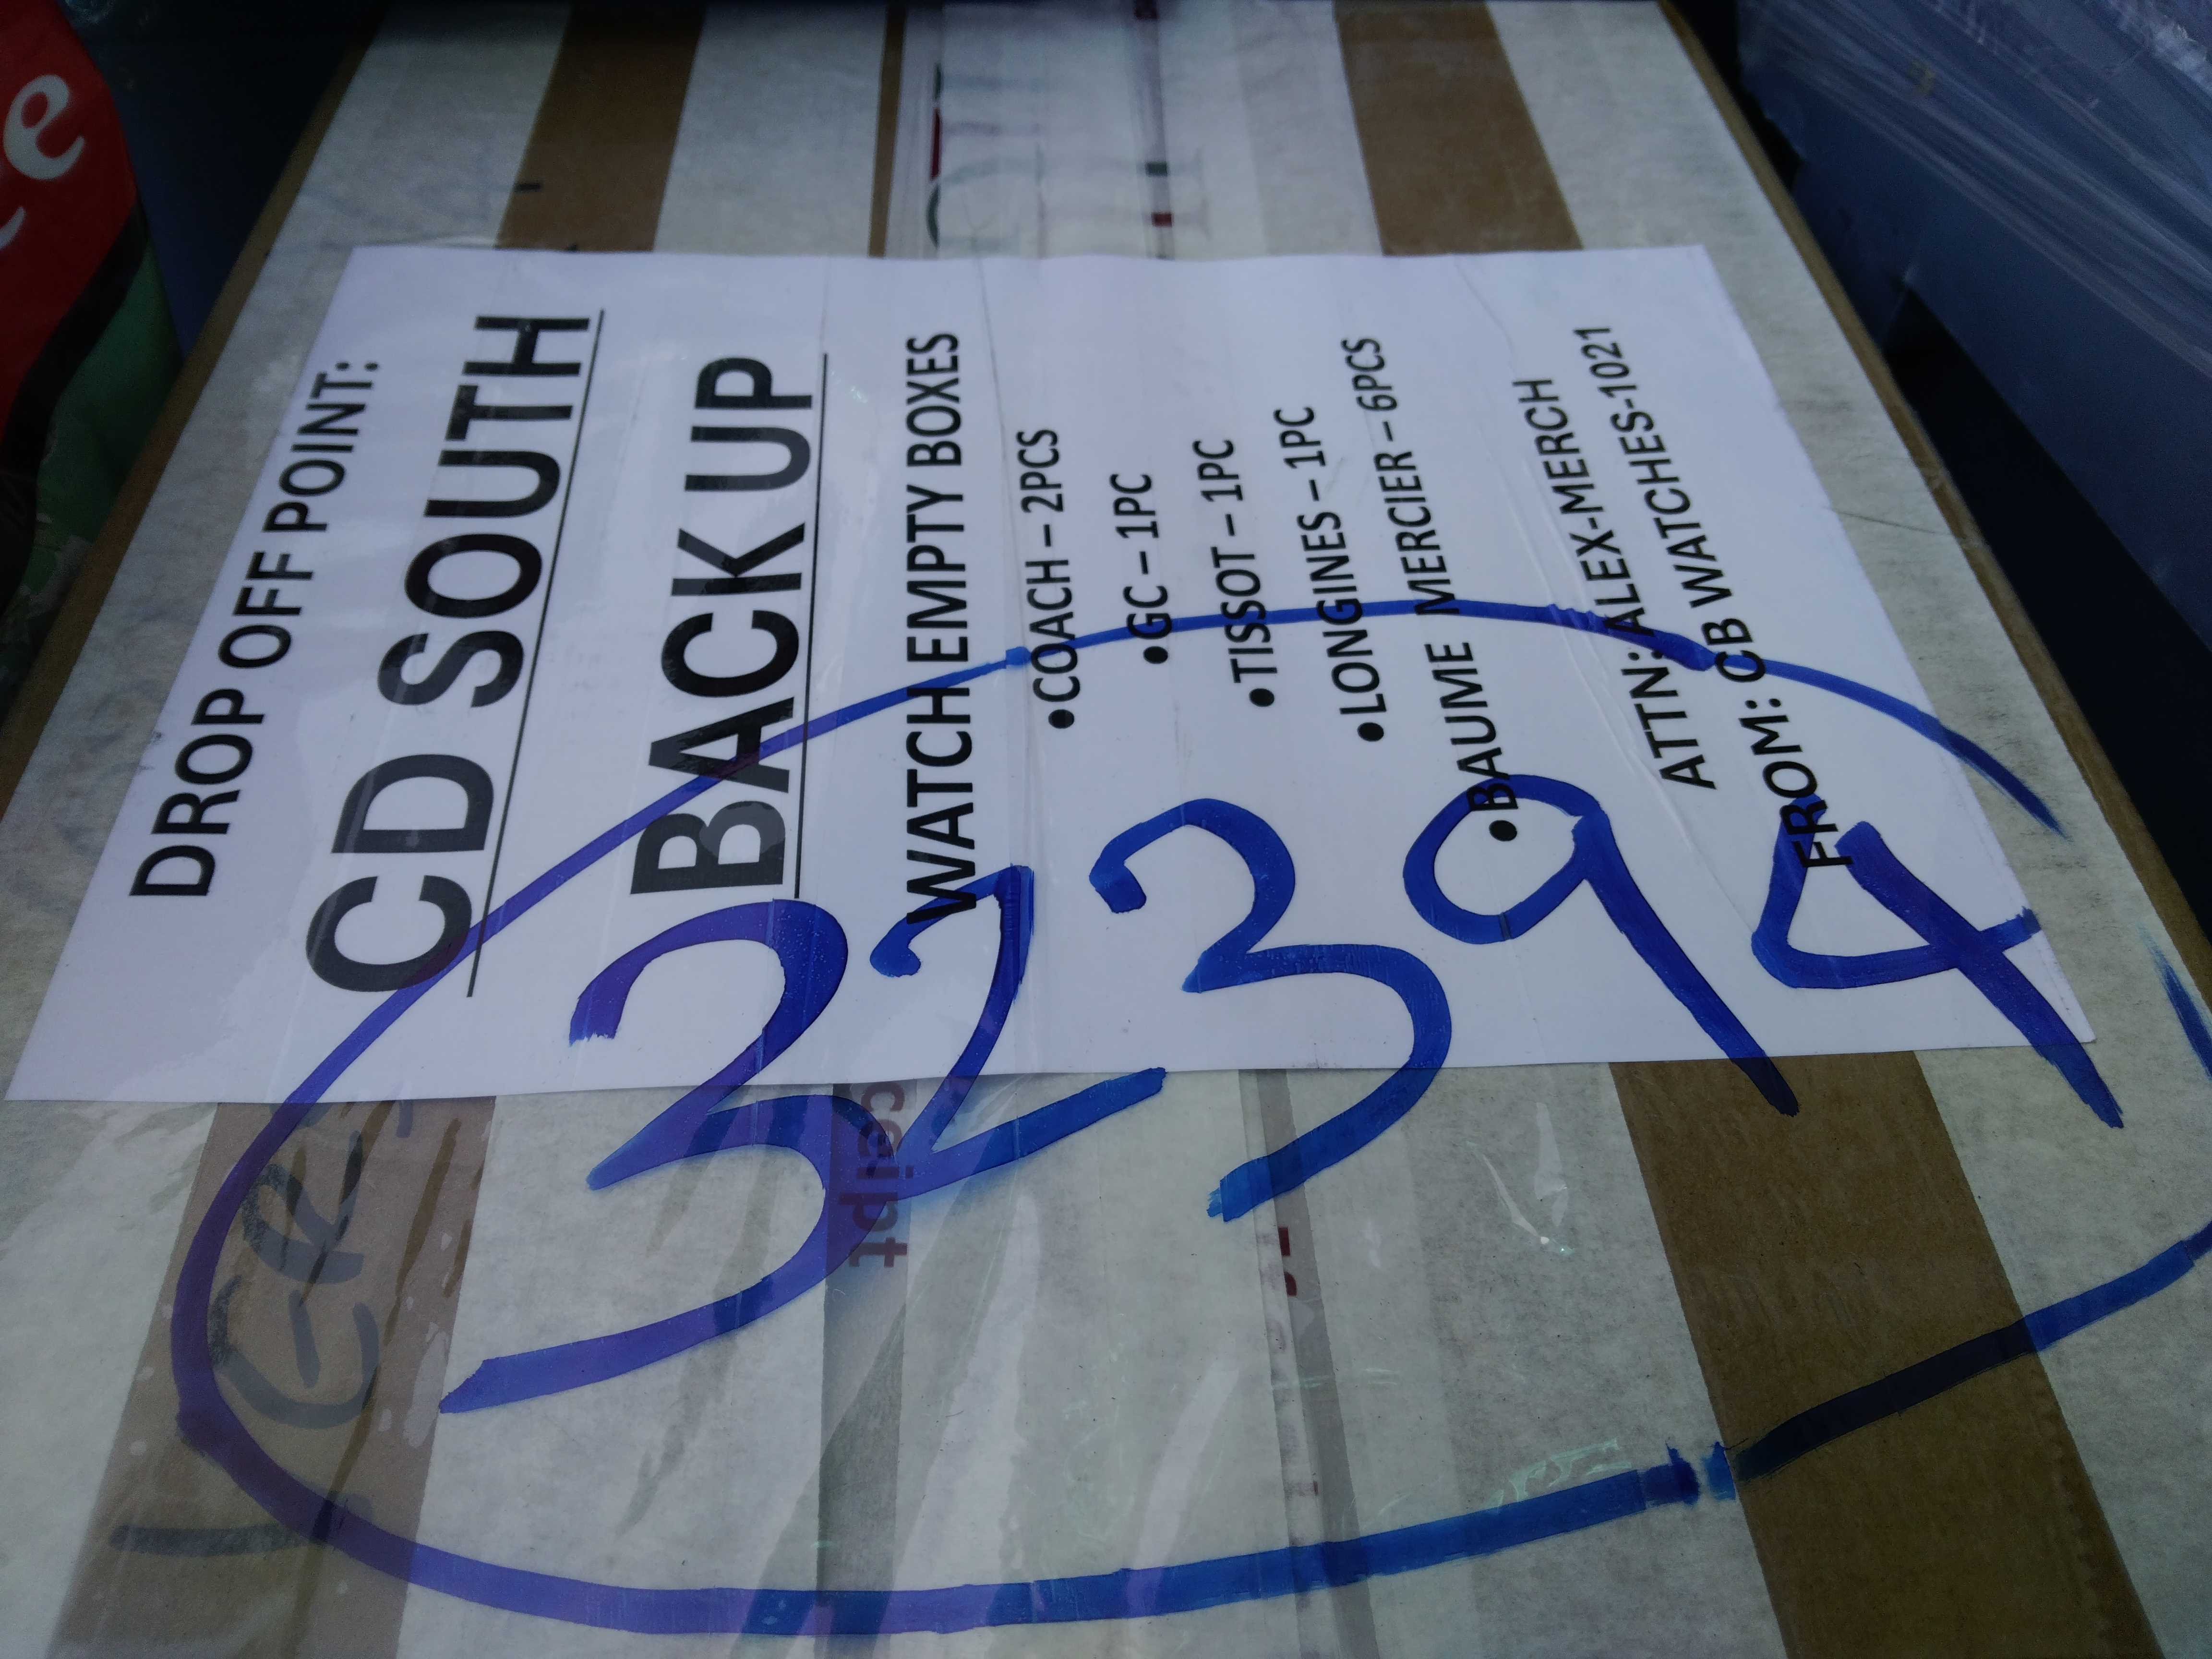 DROP OFF POINT:
CD SOUTH
BACK UP
WATCH EMPTY BOXES
•COACH – 2PCS
•GC – 1PC
•TISSOT – 1PC
•LONGINES – 1PC
•BAUME MERCIER – 6PCS
ATTN: ALEX-MERCH
FROM: CB WATCHES-1021
32394
ceipt